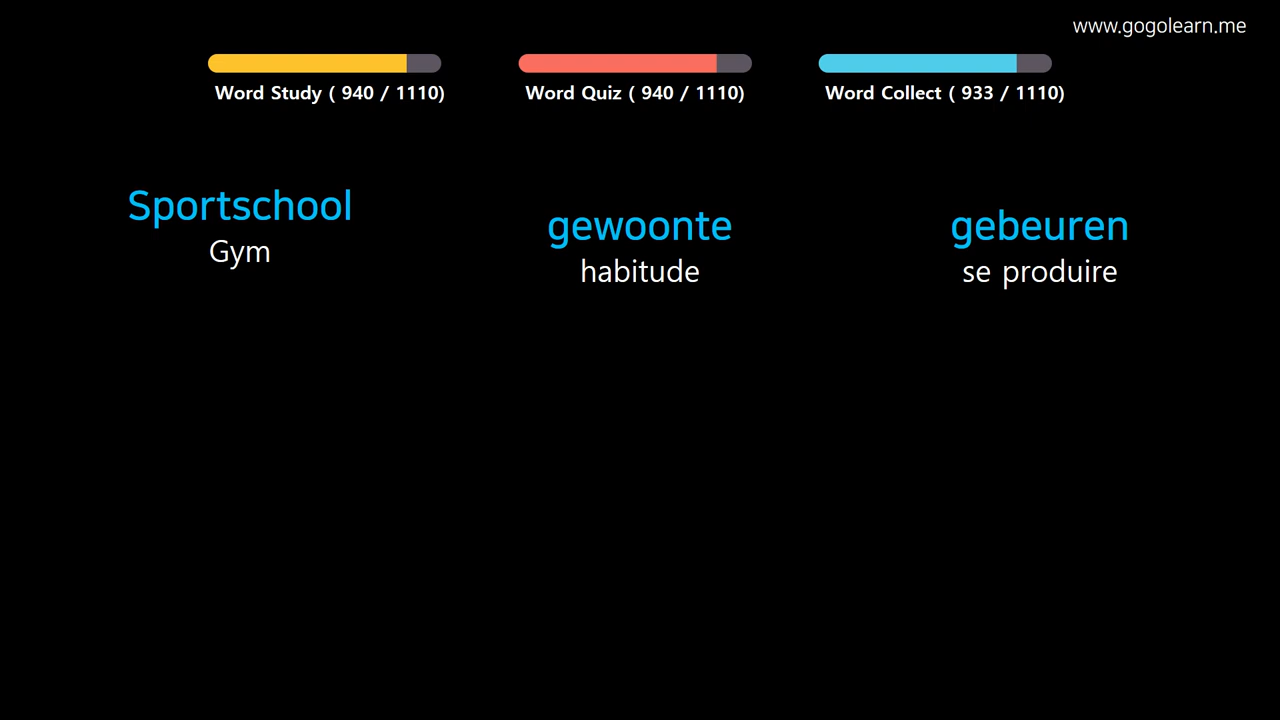 www.gogolearn.me
Word Study ( 940 / 1110)
Word Quiz ( 940 / 1110)
Word Collect ( 933 / 1110)
Sportschool
Gym
gewoonte
habitude
gebeuren
se produire